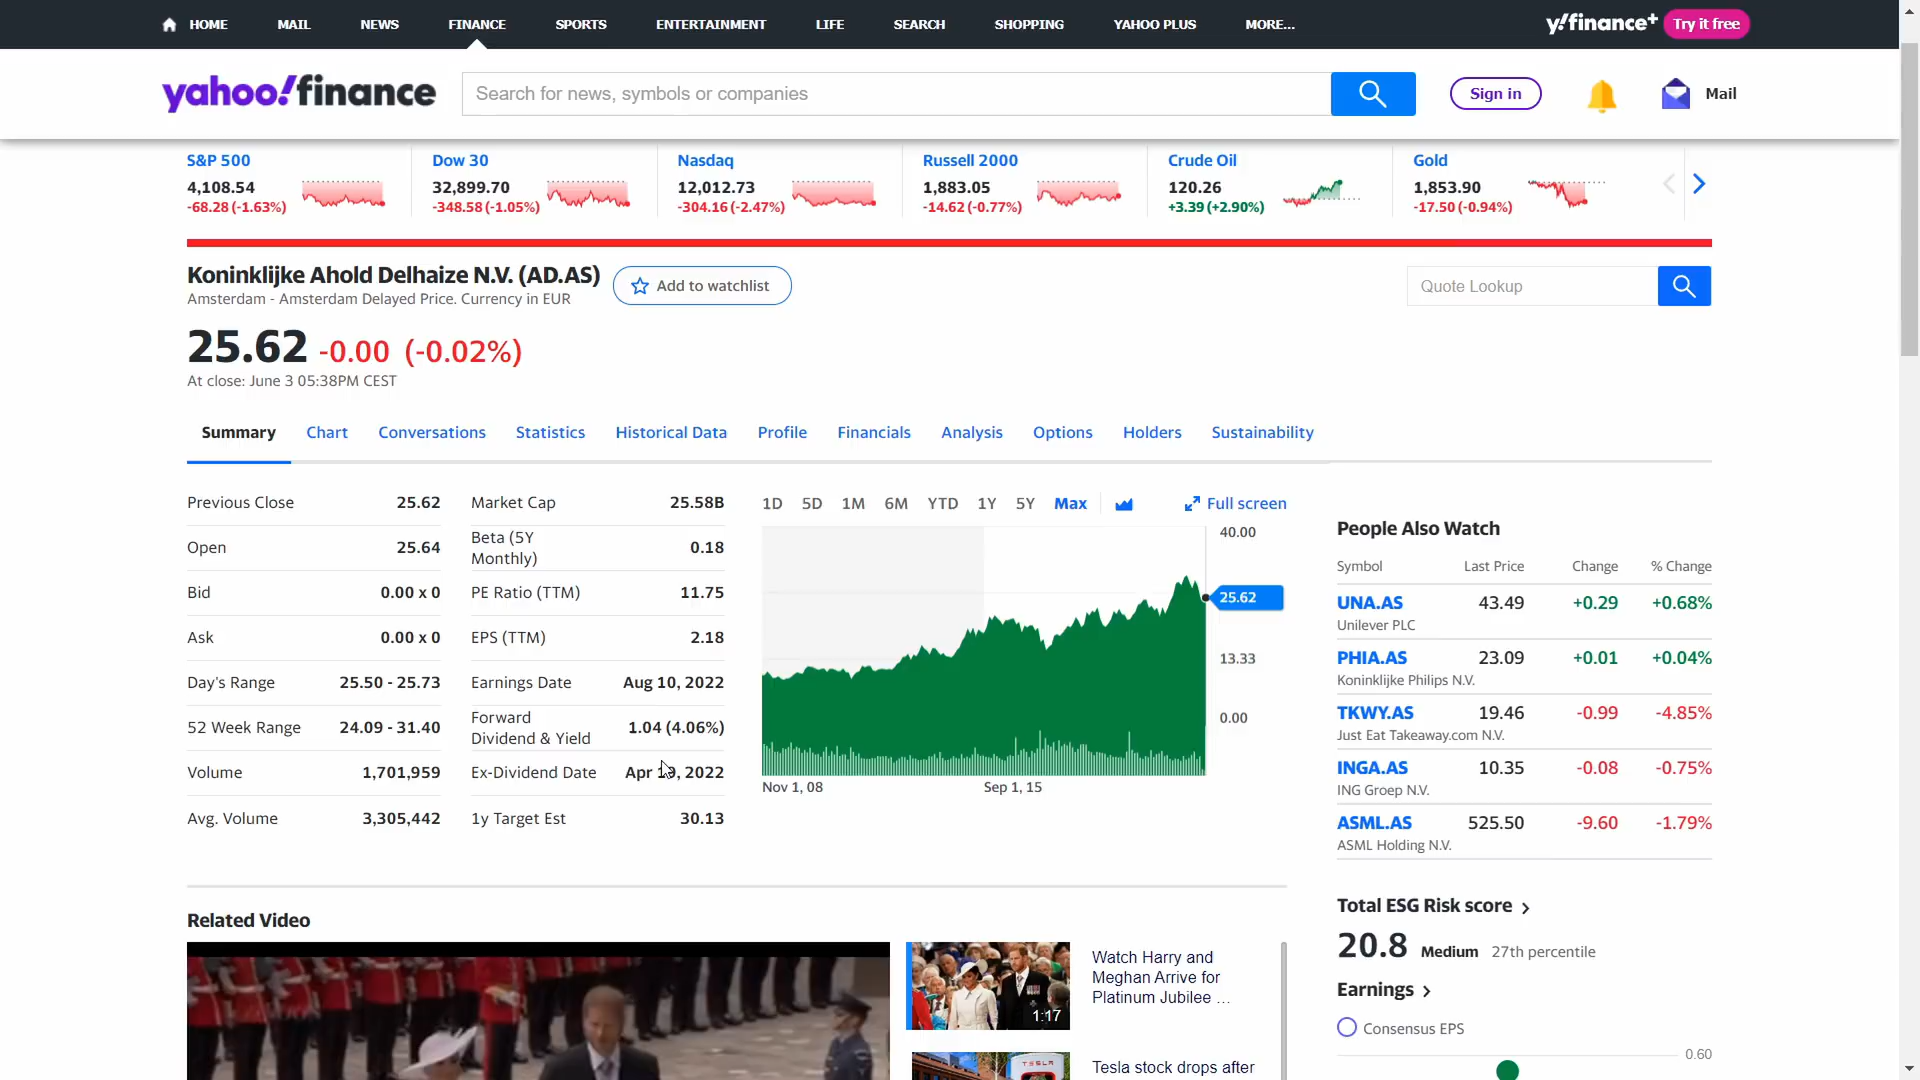 HOME MAIL NEWS FINANCE SPORTS ENTERTAINMENT LIFE SEARCH SHOPPING YAHOO PLUS MORE... y!finance+ Try it free
yahoo!finance Search for news, symbols or companies Sign in Mail
S&P 500 Dow 30 Nasdaq Russell 2000 Crude Oil Gold
4,108.54 32,899.70 12,012.73 1,883.05 120.26 1,853.90
-68.28 (-1.63%) -348.58 (-1.05%) -304.16 (-2.47%) -14.62 (-0.77%) +3.39 (+2.90%) -17.50 (-0.94%)
Koninklijke Ahold Delhaize N.V. (AD.AS) Add to watchlist Quote Lookup
Amsterdam - Amsterdam Delayed Price. Currency in EUR
25.62 -0.00 (-0.02%)
At close: June 3 05:38PM CEST
Summary Chart Conversations Statistics Historical Data Profile Financials Analysis Options Holders Sustainability
Previous Close 25.62
Open 25.64
Bid 0.00 x 0
Ask 0.00 x 0
Day's Range 25.50 - 25.73
52 Week Range 24.09 - 31.40
Volume 1,701,959
Avg. Volume 3,305,442
Market Cap 25.58B
Beta (5Y
Monthly) 0.18
PE Ratio (TTM) 11.75
EPS (TTM) 2.18
Earnings Date Aug 10, 2022
Forward
Dividend & Yield 1.04 (4.06%)
Ex-Dividend Date Apr , 2022
1y Target Est 30.13
1D 5D 1M 6M YTD 1Y 5Y Max Full screen
40.00
25.62
13.33
0.00
Nov 1, 08 Sep 1, 15
People Also Watch
Symbol Last Price Change % Change
UNA.AS 43.49 +0.29 +0.68%
Unilever PLC
PHIA.AS 23.09 +0.01 +0.04%
Koninklijke Philips N.V.
TKWY.AS 19.46 -0.99 -4.85%
Just Eat Takeaway.com N.V.
INGA.AS 10.35 -0.08 -0.75%
ING Groep N.V.
ASML.AS 525.50 -9.60 -1.79%
ASML Holding N.V.
Total ESG Risk score
20.8 Medium 27th percentile
Earnings
Consensus EPS
0.60
Related Video
Watch Harry and
Meghan Arrive for
Platinum Jubilee ...
1:17
Tesla stock drops after
TESLA